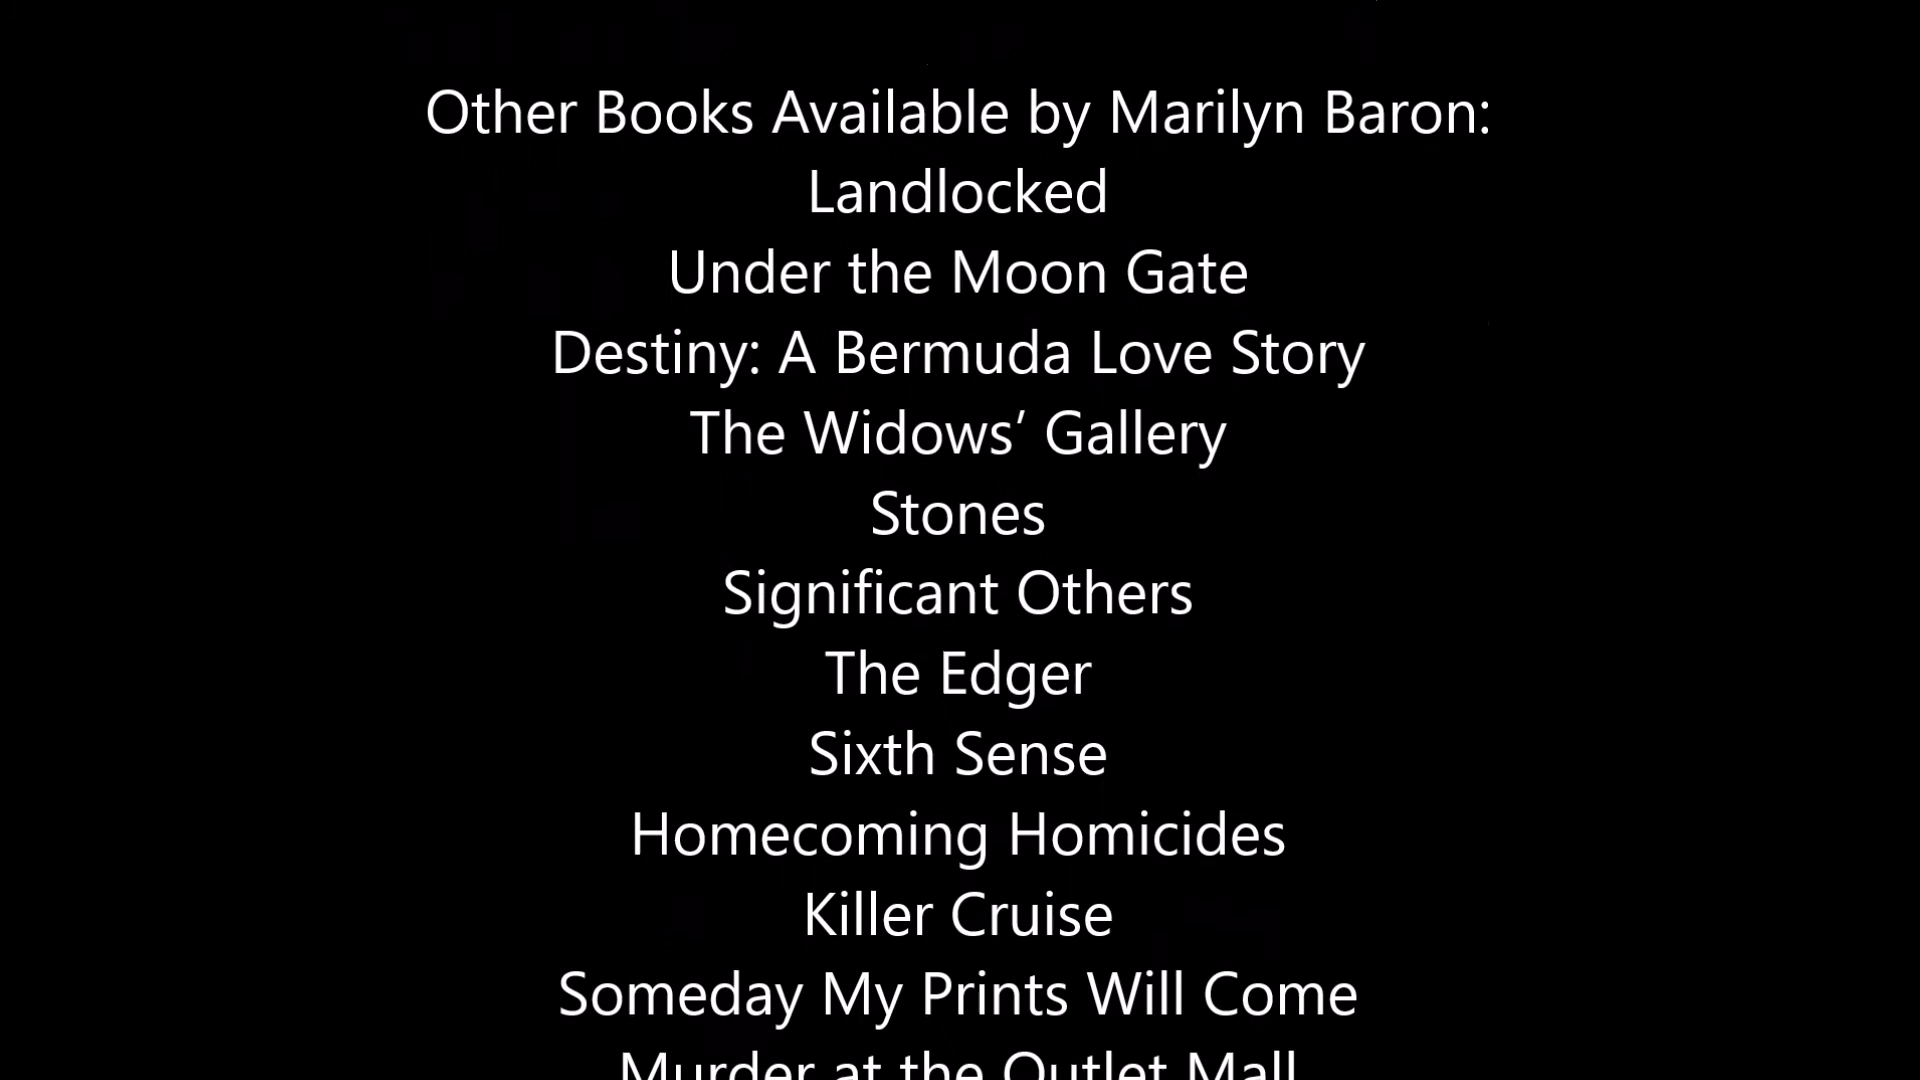 Other Books Available by Marilyn Baron:
Landlocked
Under the Moon Gate
Destiny: A Bermuda Love Story
The Widows’ Gallery
Stones
Significant Others
The Edger
Sixth Sense
Homecoming Homicides
Killer Cruise
Someday My Prints Will Come
Murder at the Outlet Mall